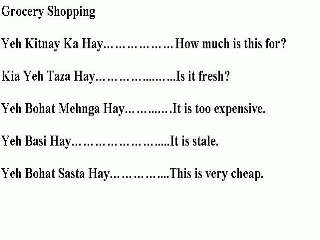 Grocery Shopping
Yeh Kitnay Ka Hay………………How much is this for?
Kia Yeh Taza Hay…………...…...Is it fresh?
Yeh Bohat Mehnga Hay……...….It is too expensive.
Yeh Basi Hay………………….....It is stale.
Yeh Bohat Sasta Hay…………....This is very cheap.